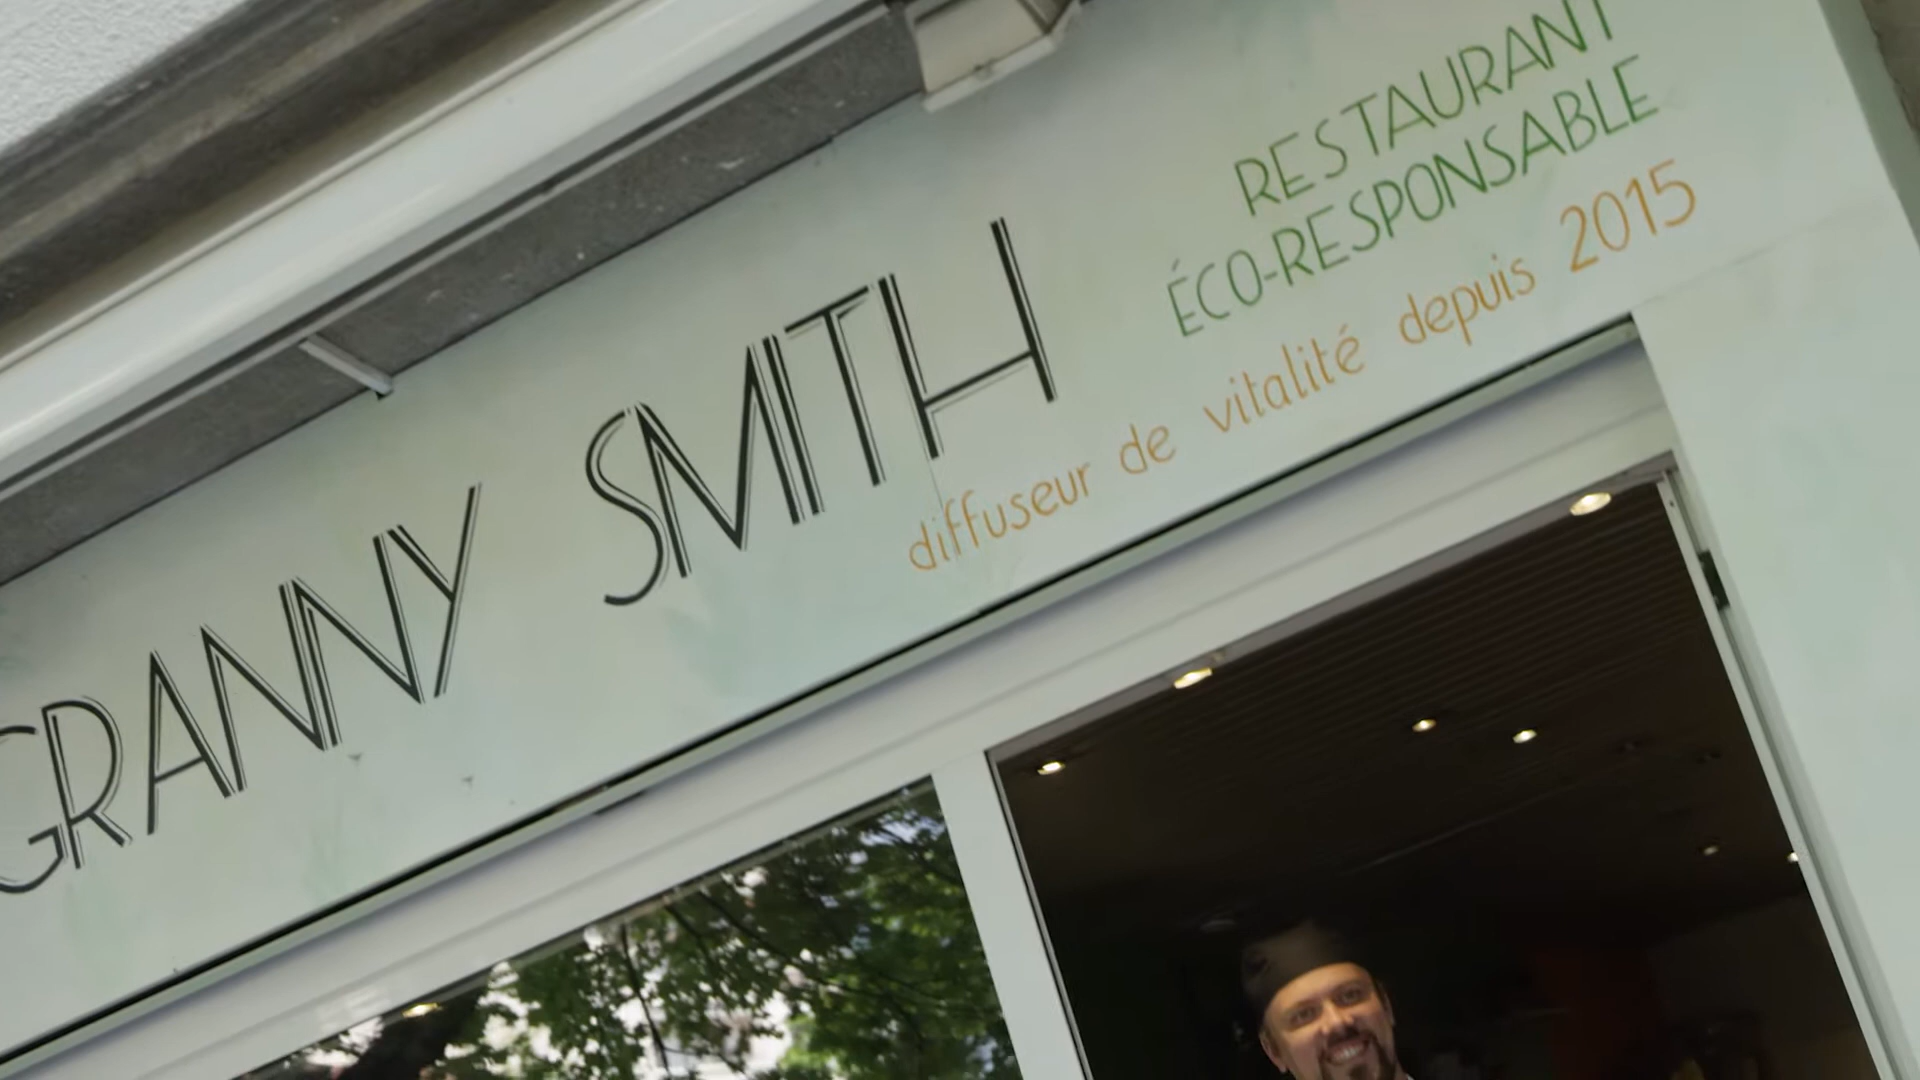 GRANNY SMITH
RESTAURANT
ÉCO-RESPONSABLE
diffuseur de vitalité depuis 2015